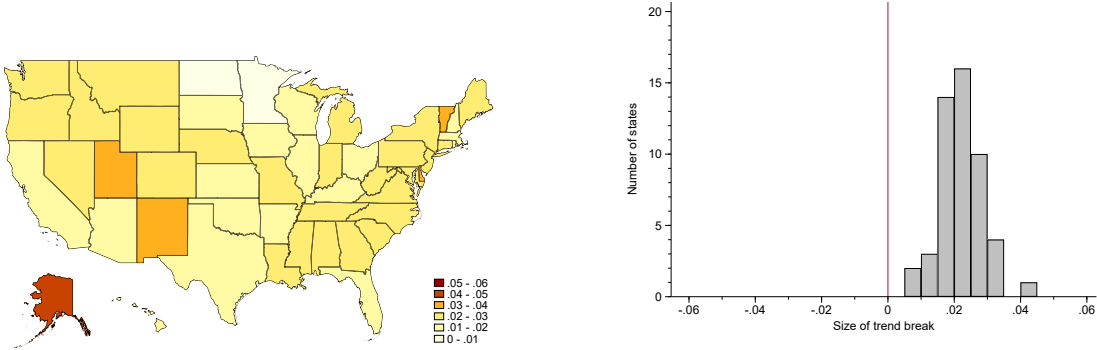 .05 - .06
.04 - .05
.03 - .04
.02 - .03
.01 - .02
0 - .01
20
15
10
5
0
Number of states
-.06
-.04
-.02
0
.02
.04
.06
Size of trend break